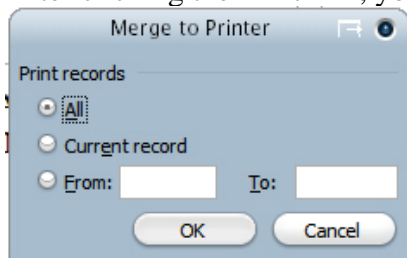 Merge to Printer
Print records
All
Current record
From: To:
OK Cancel